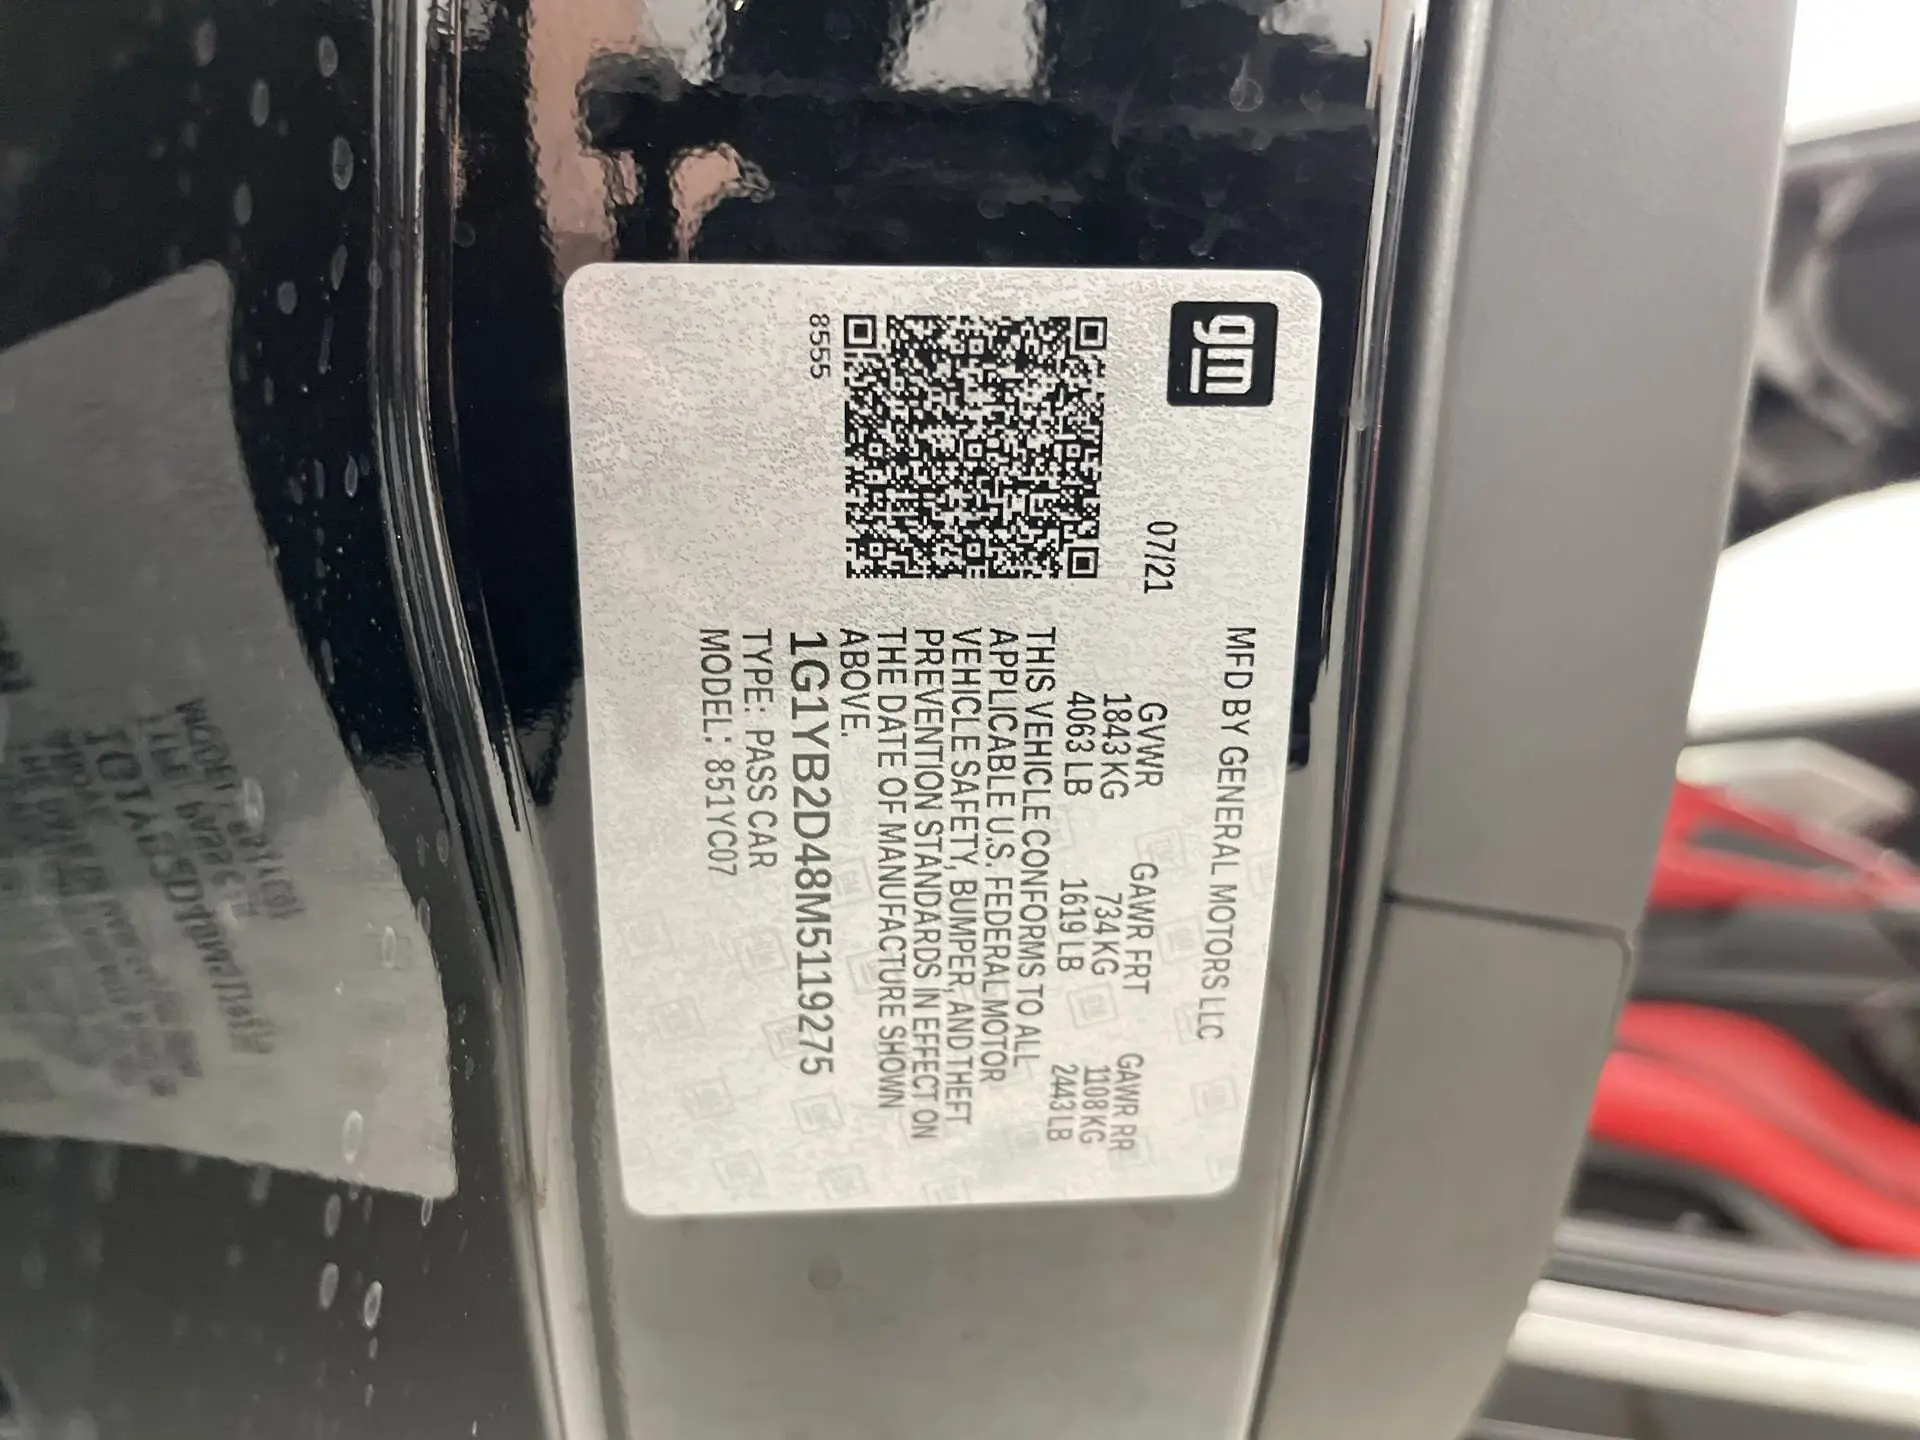 gm
MFD BY GENERAL MOTORS LLC
07/21
GVWR GAWR FRT GAWR RR
1843 KG 734 KG 1108 KG
4063 LB 1619 LB 2443 LB
THIS VEHICLE CONFORMS TO ALL
APPLICABLE U.S. FEDERAL MOTOR
VEHICLE SAFETY, BUMPER, AND THEFT
PREVENTION STANDARDS IN EFFECT ON
THE DATE OF MANUFACTURE SHOWN
ABOVE.
8555
1G1YB2D48M5119275
TYPE: PASS CAR
MODEL: 851YC07